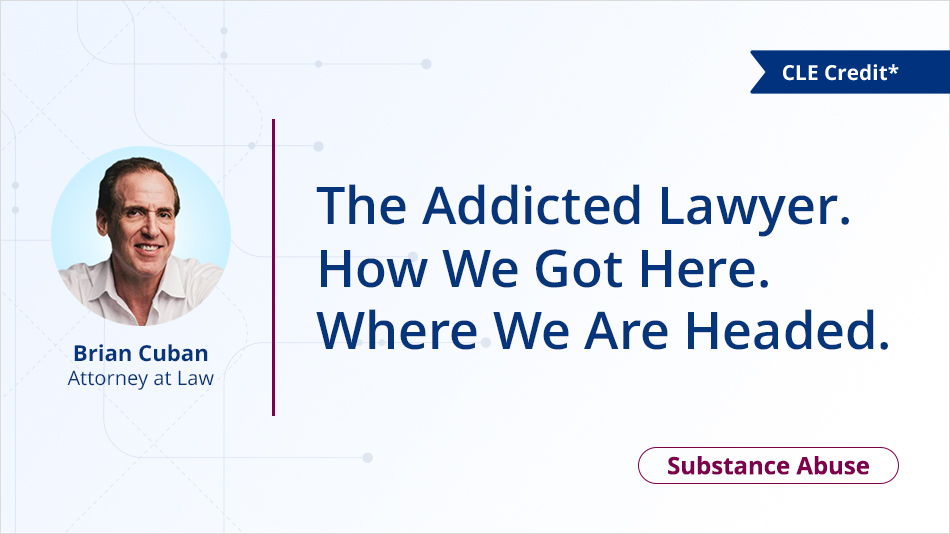 CLE Credit*
The Addicted Lawyer.
How We Got Here.
Where We Are Headed.
Brian Cuban
Attorney at Law
Substance Abuse